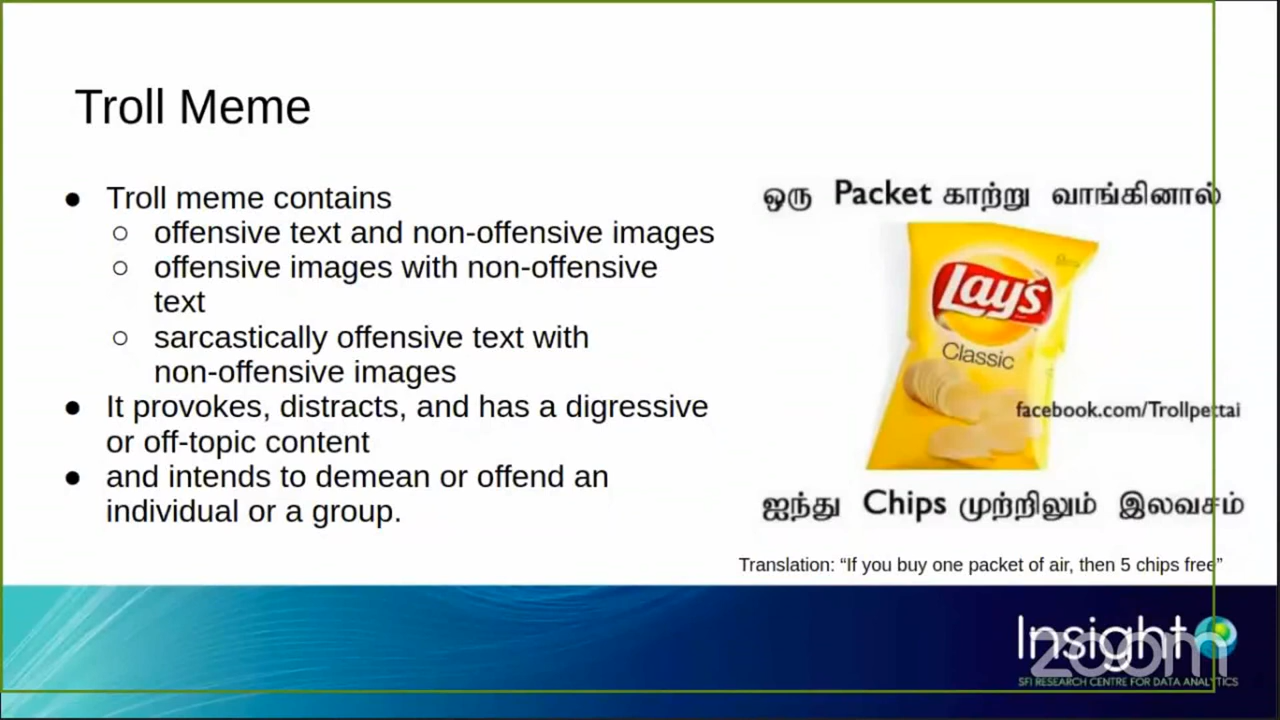 Troll Meme
● Troll meme contains
○ offensive text and non-offensive images
○ offensive images with non-offensive
text
○ sarcastically offensive text with
non-offensive images
● It provokes, distracts, and has a digressive
or off-topic content
● and intends to demean or offend an
individual or a group.
ஒரு Packet காற்று வாங்கினால்
Lay's
Classic
facebook.com/Trollpettai
ஐந்து Chips முற்றிலும் இலவசம்
Translation: “If you buy one packet of air, then 5 chips free”
Insight
zoom
SFI RESEARCH CENTRE FOR DATA ANALYTICS